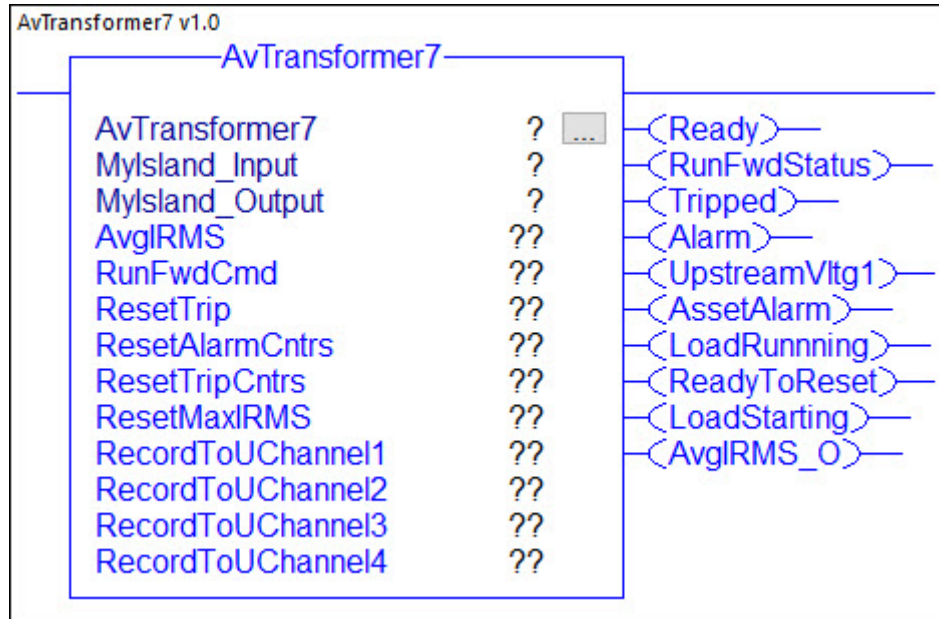 AvTransformer7 v1.0
AvTransformer7
AvTransformer7 ? ... Ready
MyIsland_Input ? RunFwdStatus
MyIsland_Output ? Tripped
AvgIRMS ?? Alarm
RunFwdCmd ?? UpstreamVltg1
ResetTrip ?? AssetAlarm
ResetAlarmCntrs ?? LoadRunnning
ResetTripCntrs ?? ReadyToReset
ResetMaxIRMS ?? LoadStarting
RecordToUChannel1 ?? AvgIRMS_O
RecordToUChannel2 ??
RecordToUChannel3 ??
RecordToUChannel4 ??